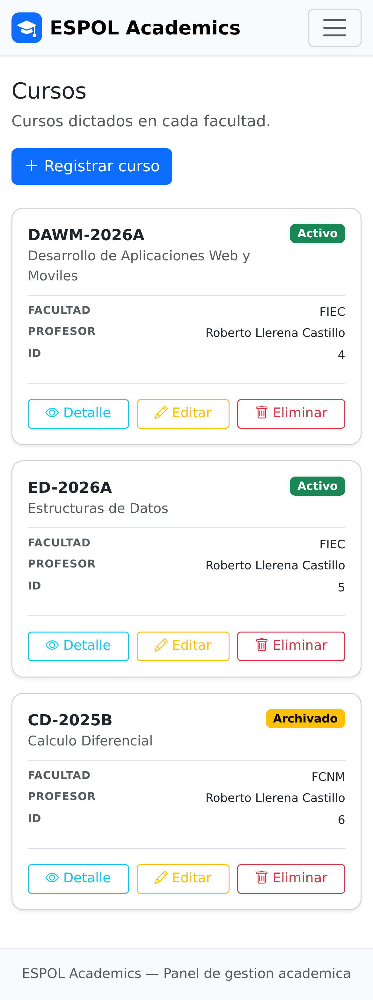 ESPOL Academics
Cursos
Cursos dictados en cada facultad.
Registrar curso
DAWM-2026A
Activo
Desarrollo de Aplicaciones Web y
Moviles
FACULTAD FIEC
PROFESOR Roberto Llerena Castillo
ID 4
Detalle Editar Eliminar
ED-2026A
Activo
Estructuras de Datos
FACULTAD FIEC
PROFESOR Roberto Llerena Castillo
ID 5
Detalle Editar Eliminar
CD-2025B
Archivado
Calculo Diferencial
FACULTAD FCNM
PROFESOR Roberto Llerena Castillo
ID 6
Detalle Editar Eliminar
ESPOL Academics — Panel de gestion academica